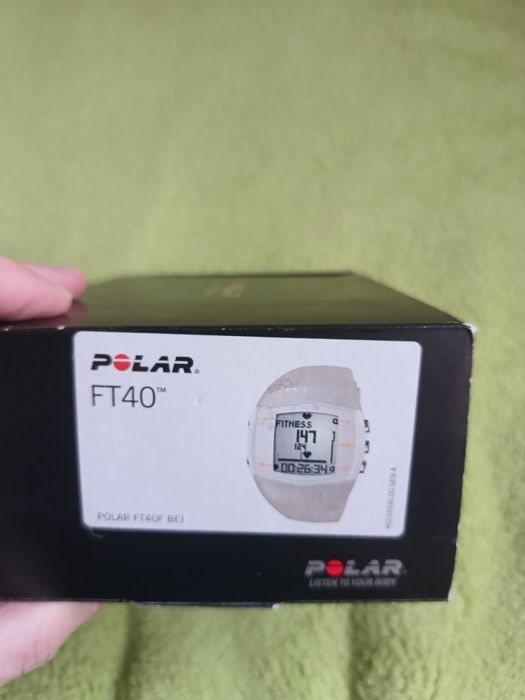 POLAR®
FT40™
FITNESS
147
124
00:26:34
POLAR FT40F BEI
POLAR
LISTEN TO YOUR BODY